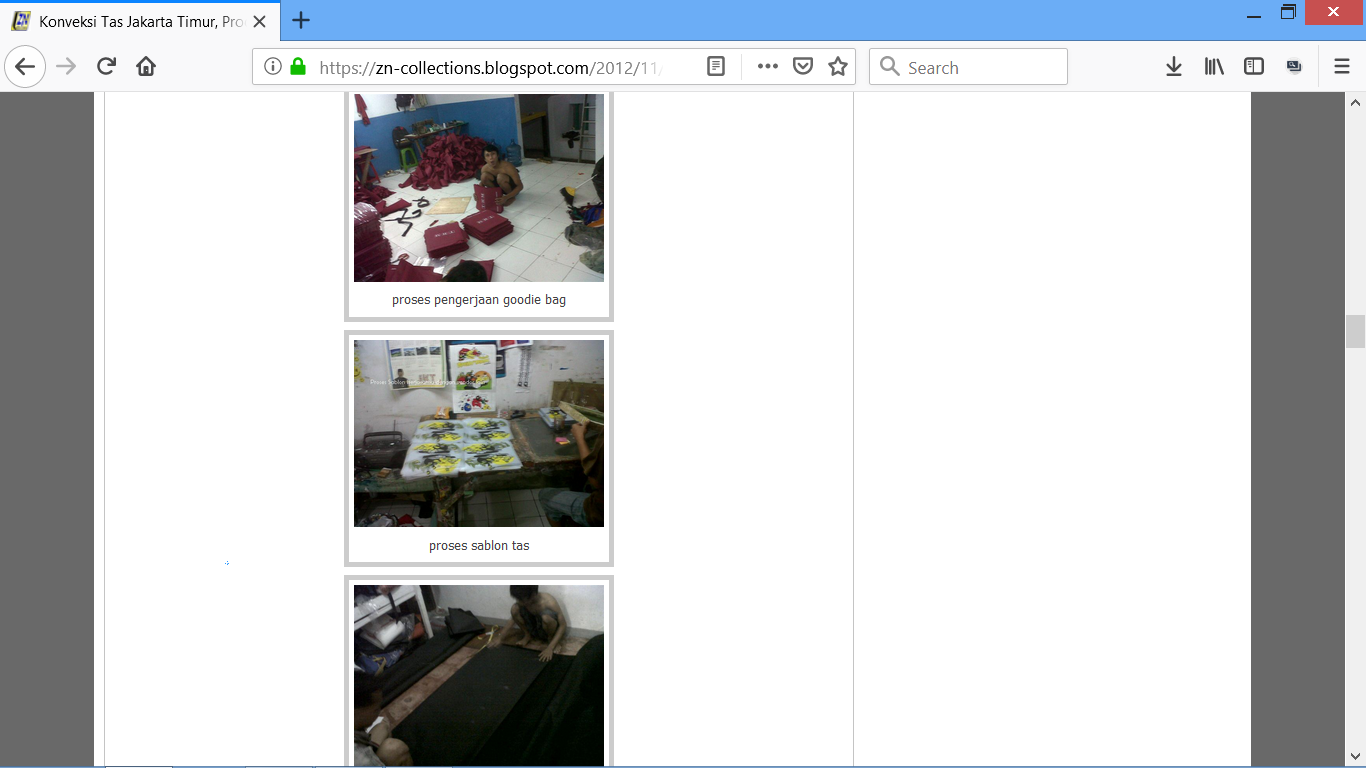 Konveksi Tas Jakarta Timur, Pro
https://zn-collections.blogspot.com/2012/11/
Search
proses pengerjaan goodie bag
proses sablon tas